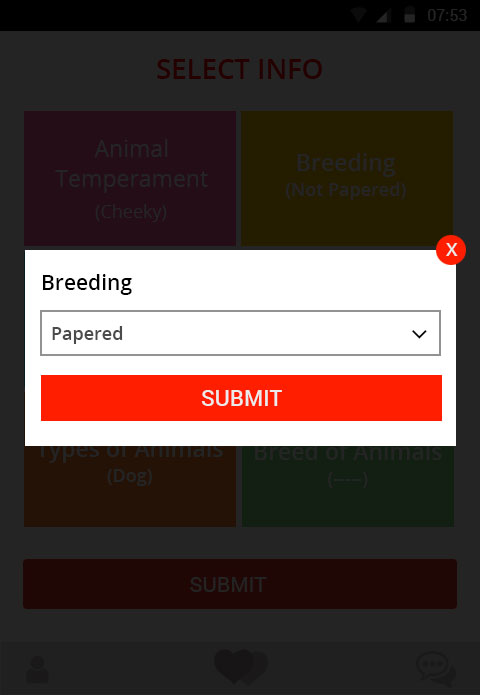 07:53
SELECT INFO
Animal
Temperament
(Cheeky)
Breeding
(Not Papered)
X
Breeding
Papered
SUBMIT
Types of Animals
(Dog)
Breed of Animals
(-----)
SUBMIT